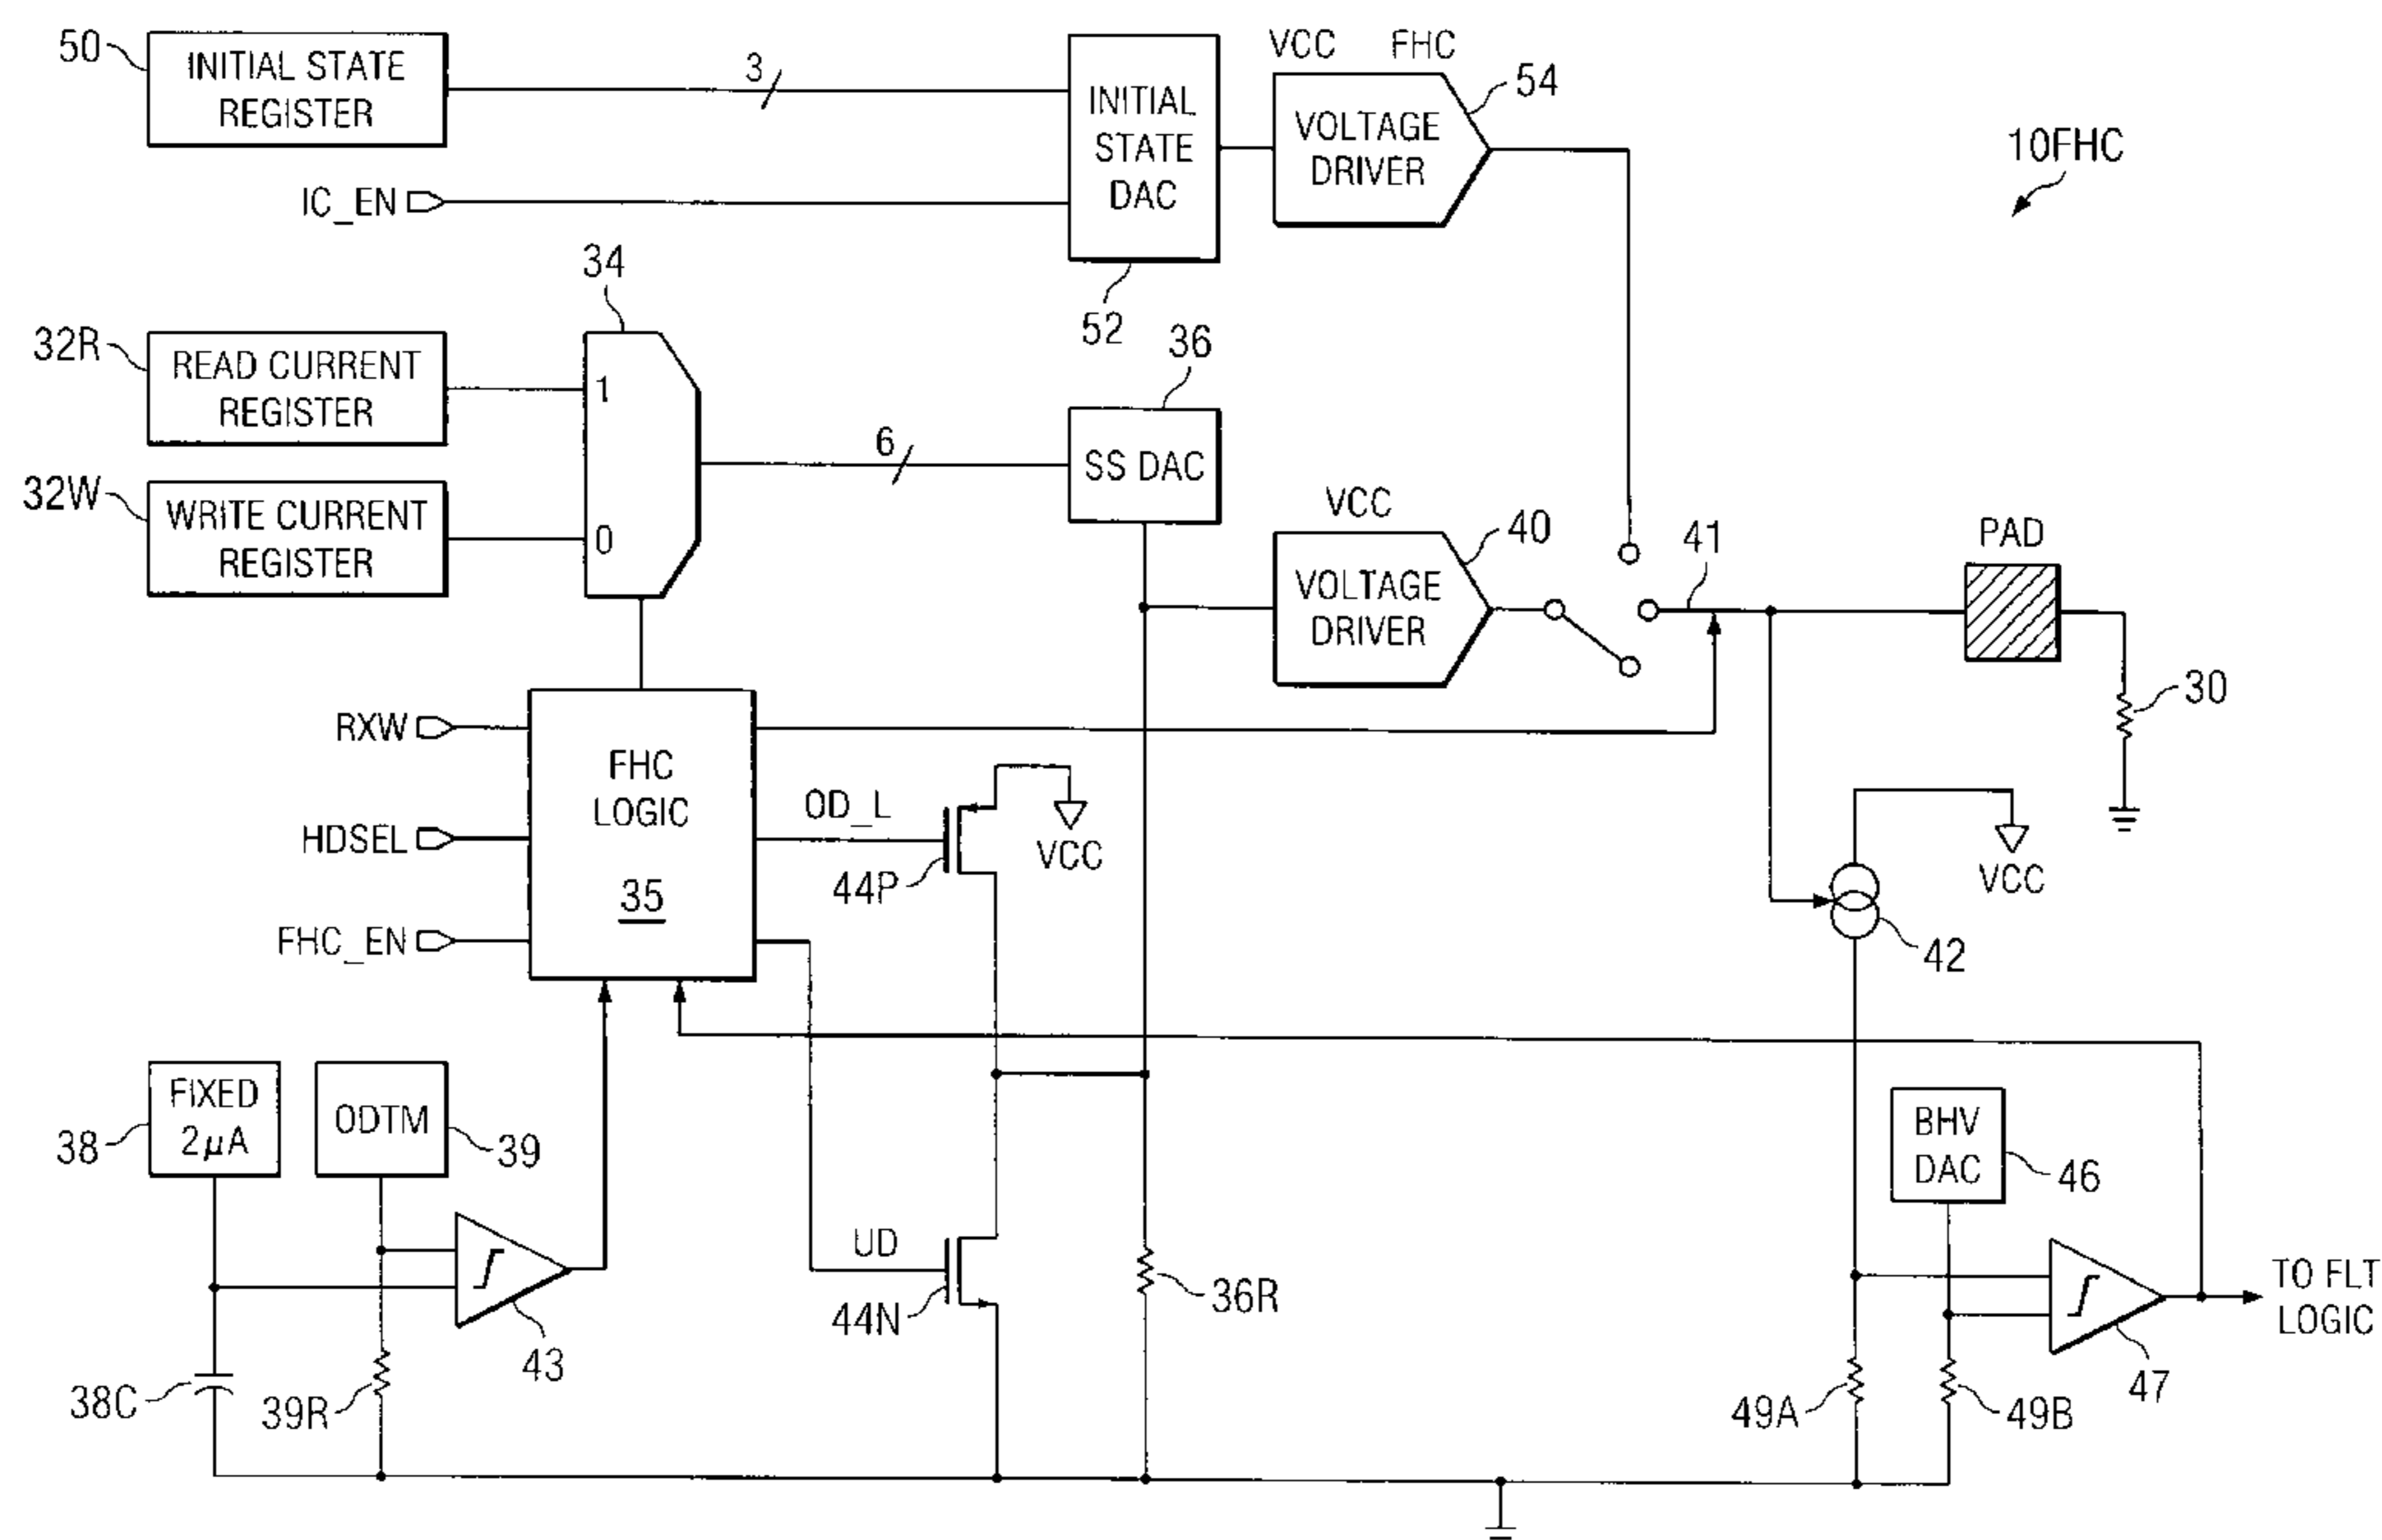 50
INITIAL STATE
REGISTER
3
IC_EN
INITIAL
STATE
DAC
52
VCC FHC
VOLTAGE
DRIVER
54
10FHC
34
32R
READ CURRENT
REGISTER
1
32W
WRITE CURRENT
REGISTER
0
6
36
SS DAC
VCC
VOLTAGE
DRIVER
40
41
PAD
30
RXW
HDSEL
FHC_EN
FHC
LOGIC
35
OD_L
44P
VCC
VCC
42
38
FIXED
2µA
ODTM
39
43
38C
39R
UD
44N
36R
BHV
DAC
46
47
49A
49B
TO FLT
LOGIC